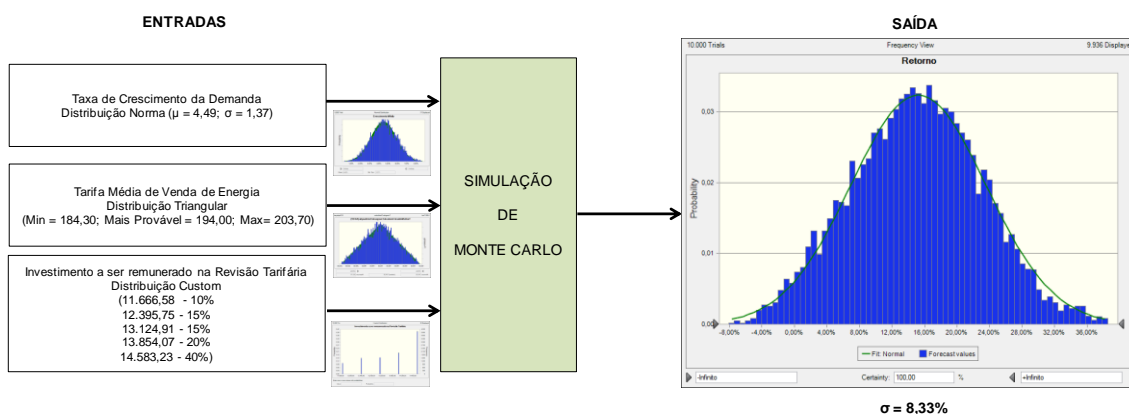 ENTRADAS
Taxa de Crescimento da Demanda
Distribuição Norma (μ = 4,49; σ = 1,37)
Tarifa Média de Venda de Energia
Distribuição Triangular
(Min = 184,30; Mais Provável = 194,00; Max= 203,70)
Investimento a ser remunerado na Revisão Tarifária
Distribuição Custom
(11.666,58 - 10%
12.395,75 - 15%
13.124,91 - 15%
13.854,07 - 20%
14.583,23 - 40%)
SIMULAÇÃO
DE
MONTE CARLO
SAÍDA
10.000 Trials Frequency View 9.936 Displaye
Retorno
Probability
0,03
0,02
0,01
0,00
-8,00% -4,00% 0,00% 4,00% 8,00% 12,00% 16,00% 20,00% 24,00% 28,00% 32,00% 36,00%
Fit: Normal Forecast values
-Infinito Certainty: 100,00 % +Infinito
σ = 8,33%